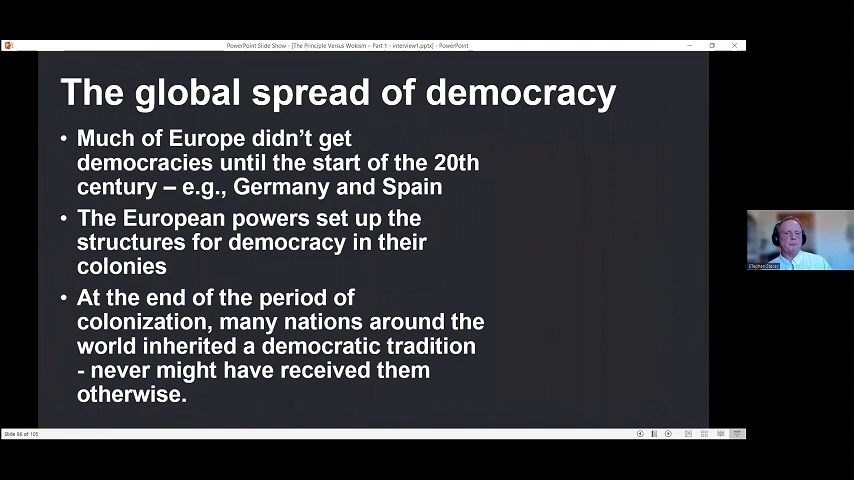 PowerPoint Slide Show - [The Principle Versus Wokism – Part 1 - interview1.pptx] - PowerPoint
The global spread of democracy
• Much of Europe didn't get
democracies until the start of the 20th
century – e.g., Germany and Spain
• The European powers set up the
structures for democracy in their
colonies
• At the end of the period of
colonization, many nations around the
world inherited a democratic tradition
- never might have received them
otherwise.
STephen Stacey
Slide 86 of 105